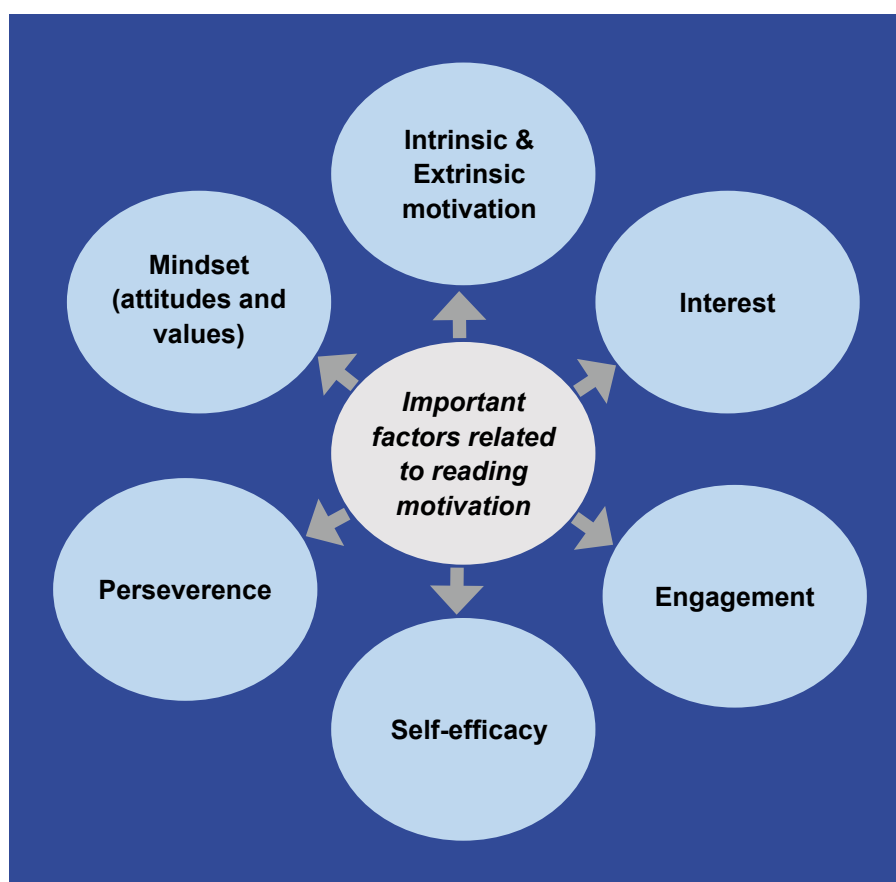 Intrinsic &
Extrinsic
motivation
Mindset
(attitudes and
values)
Interest
Important
factors related
to reading
motivation
Perseverence
Engagement
Self-efficacy